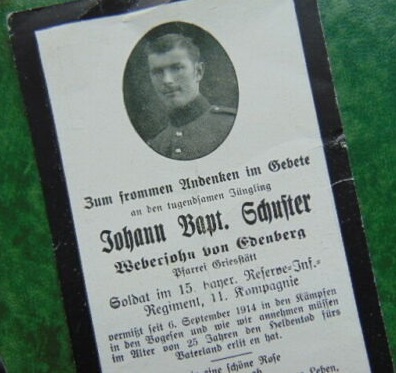 Zum frommen Andenken im Gebete
an den tugendsamen Jüngling
Johann Bapt. Schuster
Webersohn von Edenberg
Pfarrei Griesstätt
Soldat im 15. bayer. Reserve-Inf.-
Regiment, 11. Kompagnie
vermißt seit 6. September 1914 in den Kämpfen
in den Vogesen und wie wir annehmen müssen
im Alter von 25 Jahren den Heldentod fürs
Vaterland erlitten hat.
eine schöne Rose
Leben,